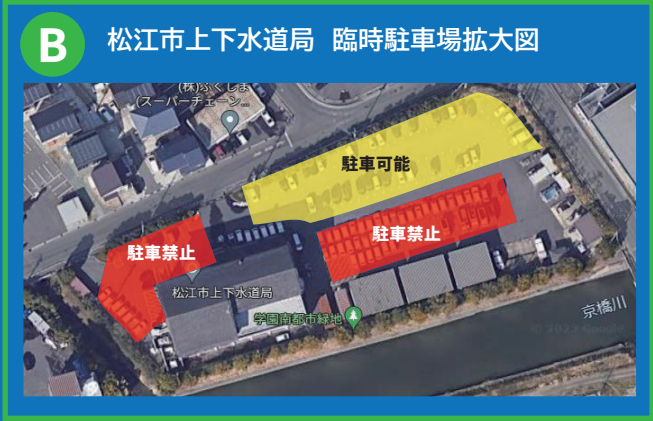 B
松江市上下水道局 臨時駐車場拡大図
(株)ふくしま
(スーパーチェーン...
駐車可能
駐車禁止
駐車禁止
松江市上下水道局
学園南都市緑地
京橋川
© 2023 Google